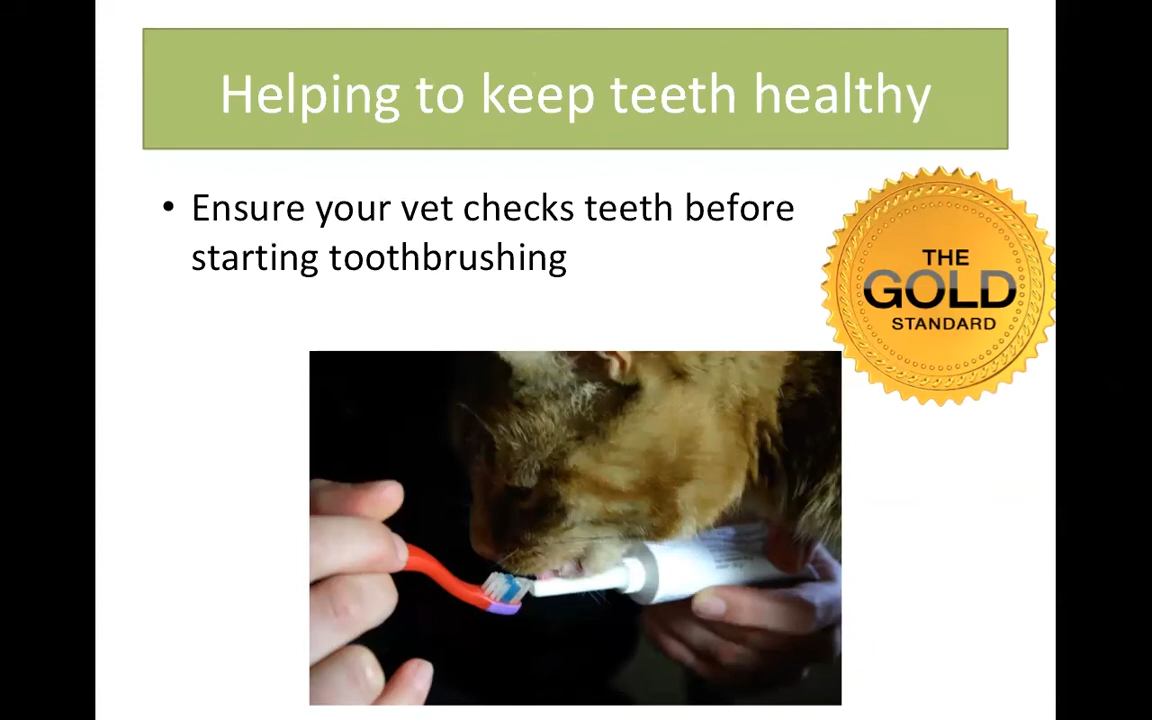 Helping to keep teeth healthy
• Ensure your vet checks teeth before
starting toothbrushing
THE
GOLD
STANDARD